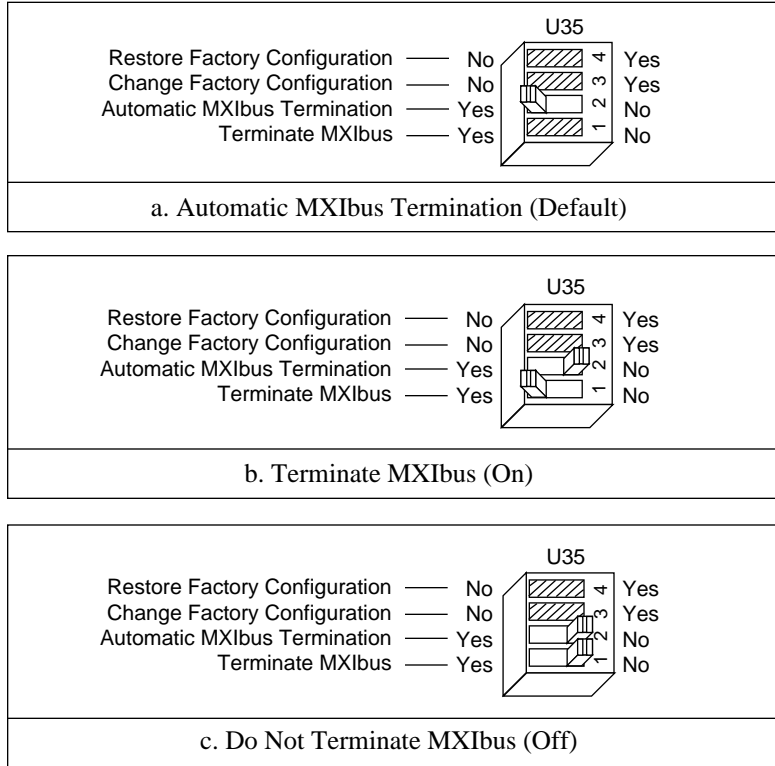 U35
Restore Factory Configuration No 4 Yes
Change Factory Configuration No 3 Yes
Automatic MXIbus Termination Yes 2 No
Terminate MXIbus Yes 1 No
a. Automatic MXIbus Termination (Default)
U35
Restore Factory Configuration No 4 Yes
Change Factory Configuration No 3 Yes
Automatic MXIbus Termination Yes 2 No
Terminate MXIbus Yes 1 No
b. Terminate MXIbus (On)
U35
Restore Factory Configuration No 4 Yes
Change Factory Configuration No 3 Yes
Automatic MXIbus Termination Yes 2 No
Terminate MXIbus Yes 1 No
c. Do Not Terminate MXIbus (Off)